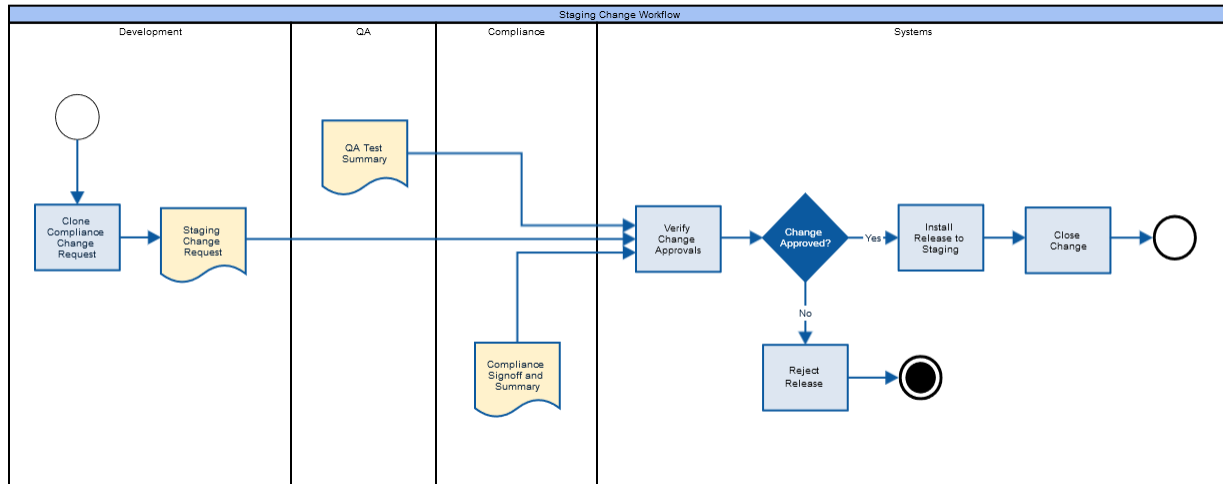 Staging Change Workflow
Development
QA
Compliance
Systems
QA Test
Summary
Clone
Compliance
Change
Request
Staging
Change
Request
Verify
Change
Approvals
Change
Approved?
Yes
Install
Release to
Staging
Close
Change
No
Compliance
Signoff and
Summary
Reject
Release